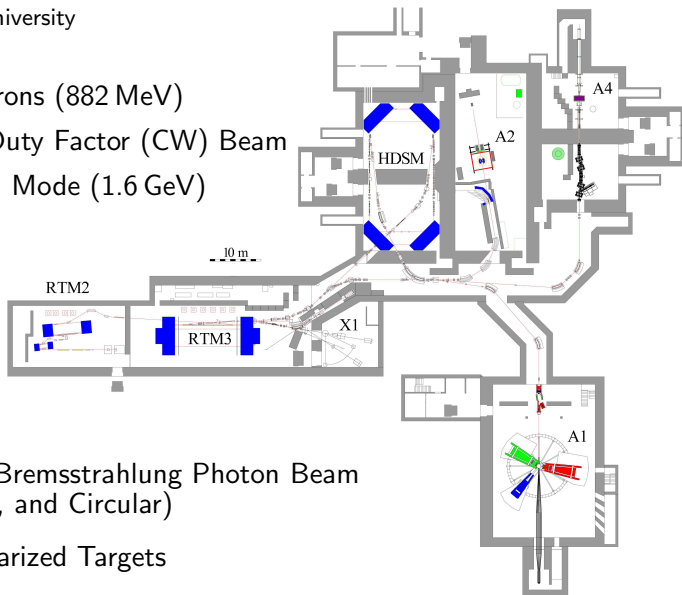 niversity
rons (882 MeV)
Duty Factor (CW) Beam
Mode (1.6 GeV)
A4
A2
HDSM
10 m
RTM2
RTM3
X1
A1
Bremsstrahlung Photon Beam
, and Circular)
arized Targets